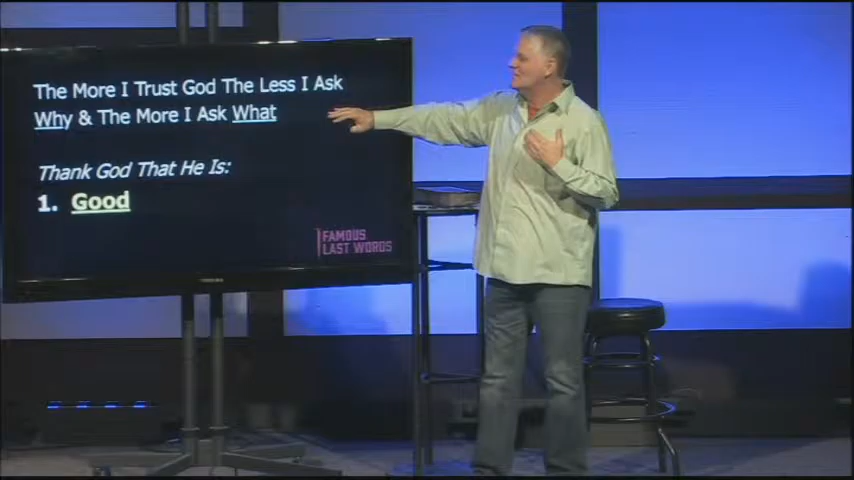 The More I Trust God The Less I Ask
Why & The More I Ask What
Thank God That He Is:
1. Good
FAMOUS
LAST WORDS